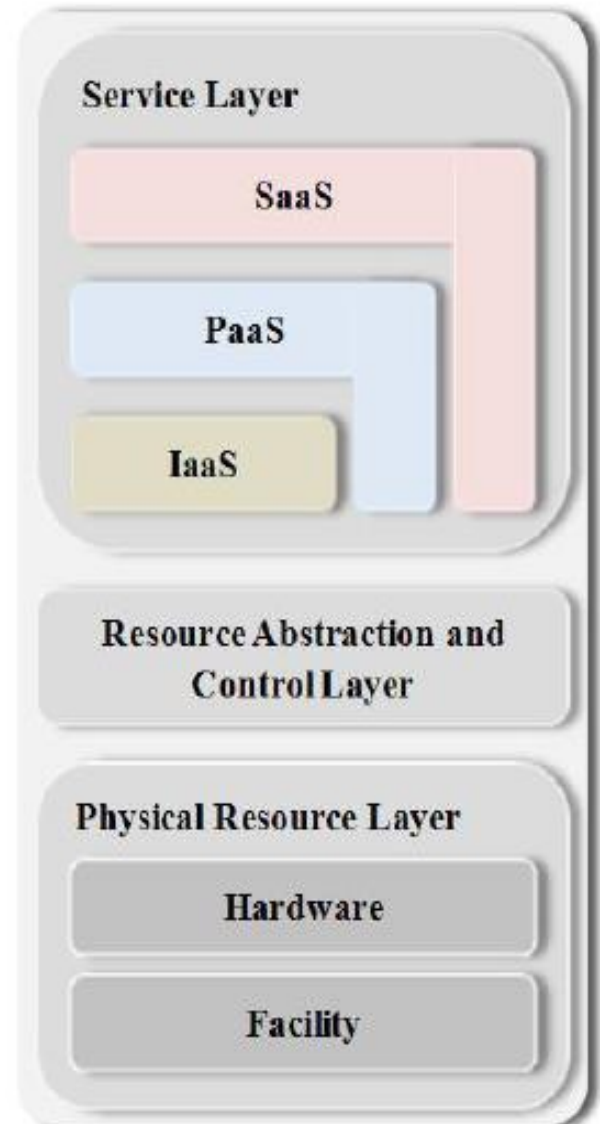 Service Layer
SaaS
PaaS
IaaS
Resource Abstraction and
Control Layer
Physical Resource Layer
Hardware
Facility